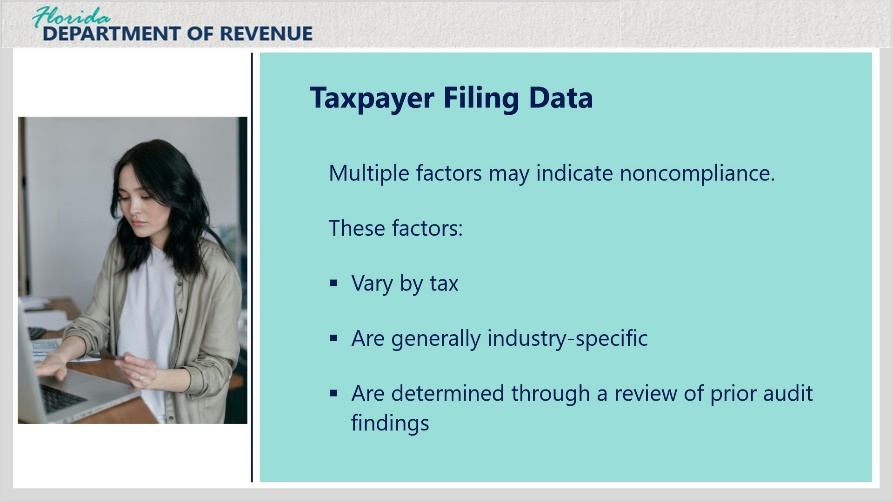 Florida
DEPARTMENT OF REVENUE
Taxpayer Filing Data
Multiple factors may indicate noncompliance.
These factors:
▪ Vary by tax
▪ Are generally industry-specific
▪ Are determined through a review of prior audit
findings